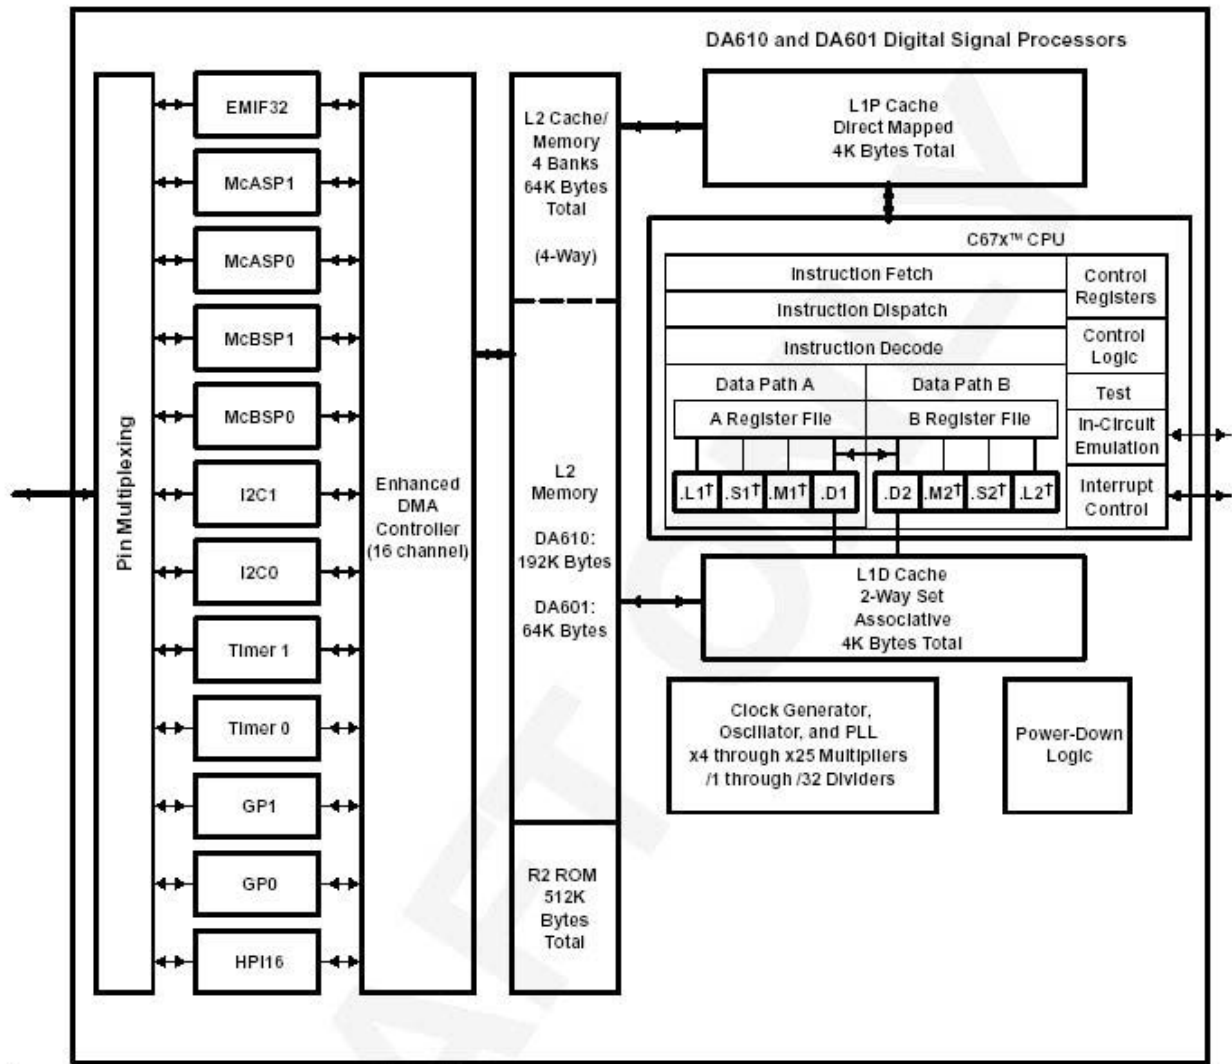 DA610 and DA601 Digital Signal Processors
Pin Multiplexing
EMIF32
McASP1
McASP0
McBSP1
McBSP0
I2C1
I2C0
Timer 1
Timer 0
GP1
GP0
HPI16
Enhanced
DMA
Controller
(16 channel)
L2 Cache/
Memory
4 Banks
64K Bytes
Total
(4-Way)
L2
Memory
DA610:
192K Bytes
DA601:
64K Bytes
R2 ROM
512K
Bytes
Total
L1P Cache
Direct Mapped
4K Bytes Total
C67x™ CPU
Instruction Fetch
Instruction Dispatch
Instruction Decode
Data Path A
Data Path B
A Register File
B Register File
.L1† .S1† .M1† .D1
.D2 .M2† .S2† .L2†
Control
Registers
Control
Logic
Test
In-Circuit
Emulation
Interrupt
Control
L1D Cache
2-Way Set
Associative
4K Bytes Total
Clock Generator,
Oscillator, and PLL
x4 through x25 Multipliers
/1 through /32 Dividers
Power-Down
Logic